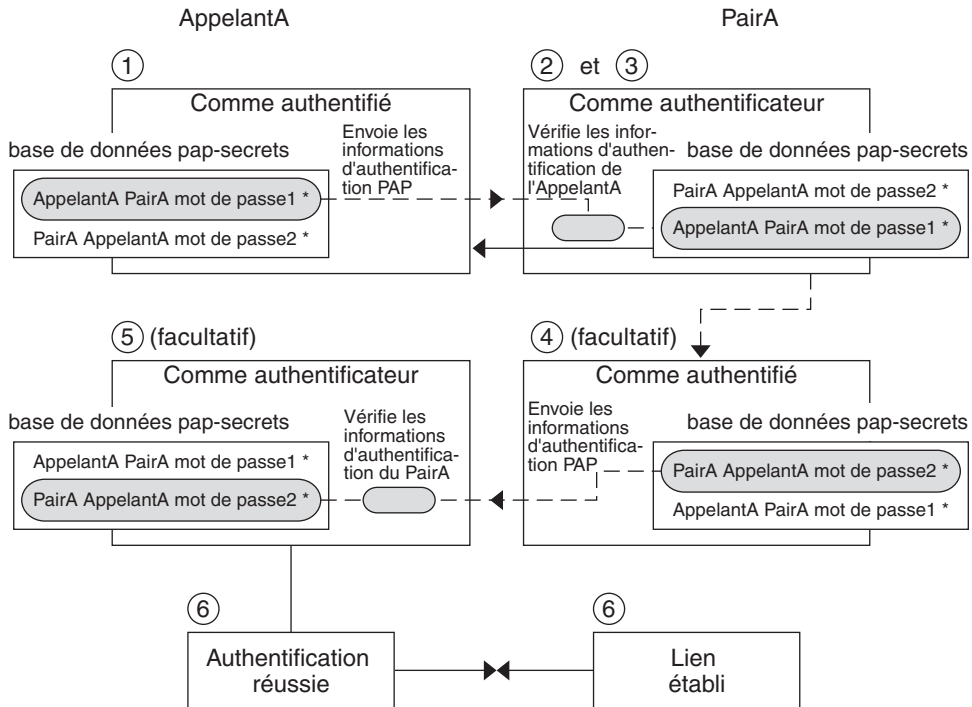 AppelantA
PairA
1
2 et 3
Comme authentifié
Comme authentificateur
Envoie les
informations
d'authentifica-
tion PAP
Vérifie les infor-
mations d'authen-
tification de
l'AppelantA
base de données pap-secrets
base de données pap-secrets
AppelantA PairA mot de passe1 *
PairA AppelantA mot de passe2 *
PairA AppelantA mot de passe2 *
AppelantA PairA mot de passe1 *
5 (facultatif)
4 (facultatif)
Comme authentificateur
Comme authentifié
base de données pap-secrets
Vérifie les
informations
d'authentifica-
tion du PairA
Envoie les
informations
d'authentifica-
tion PAP
base de données pap-secrets
AppelantA PairA mot de passe1 *
PairA AppelantA mot de passe2 *
PairA AppelantA mot de passe2 *
AppelantA PairA mot de passe1 *
6
6
Authentification
réussie
Lien
établi